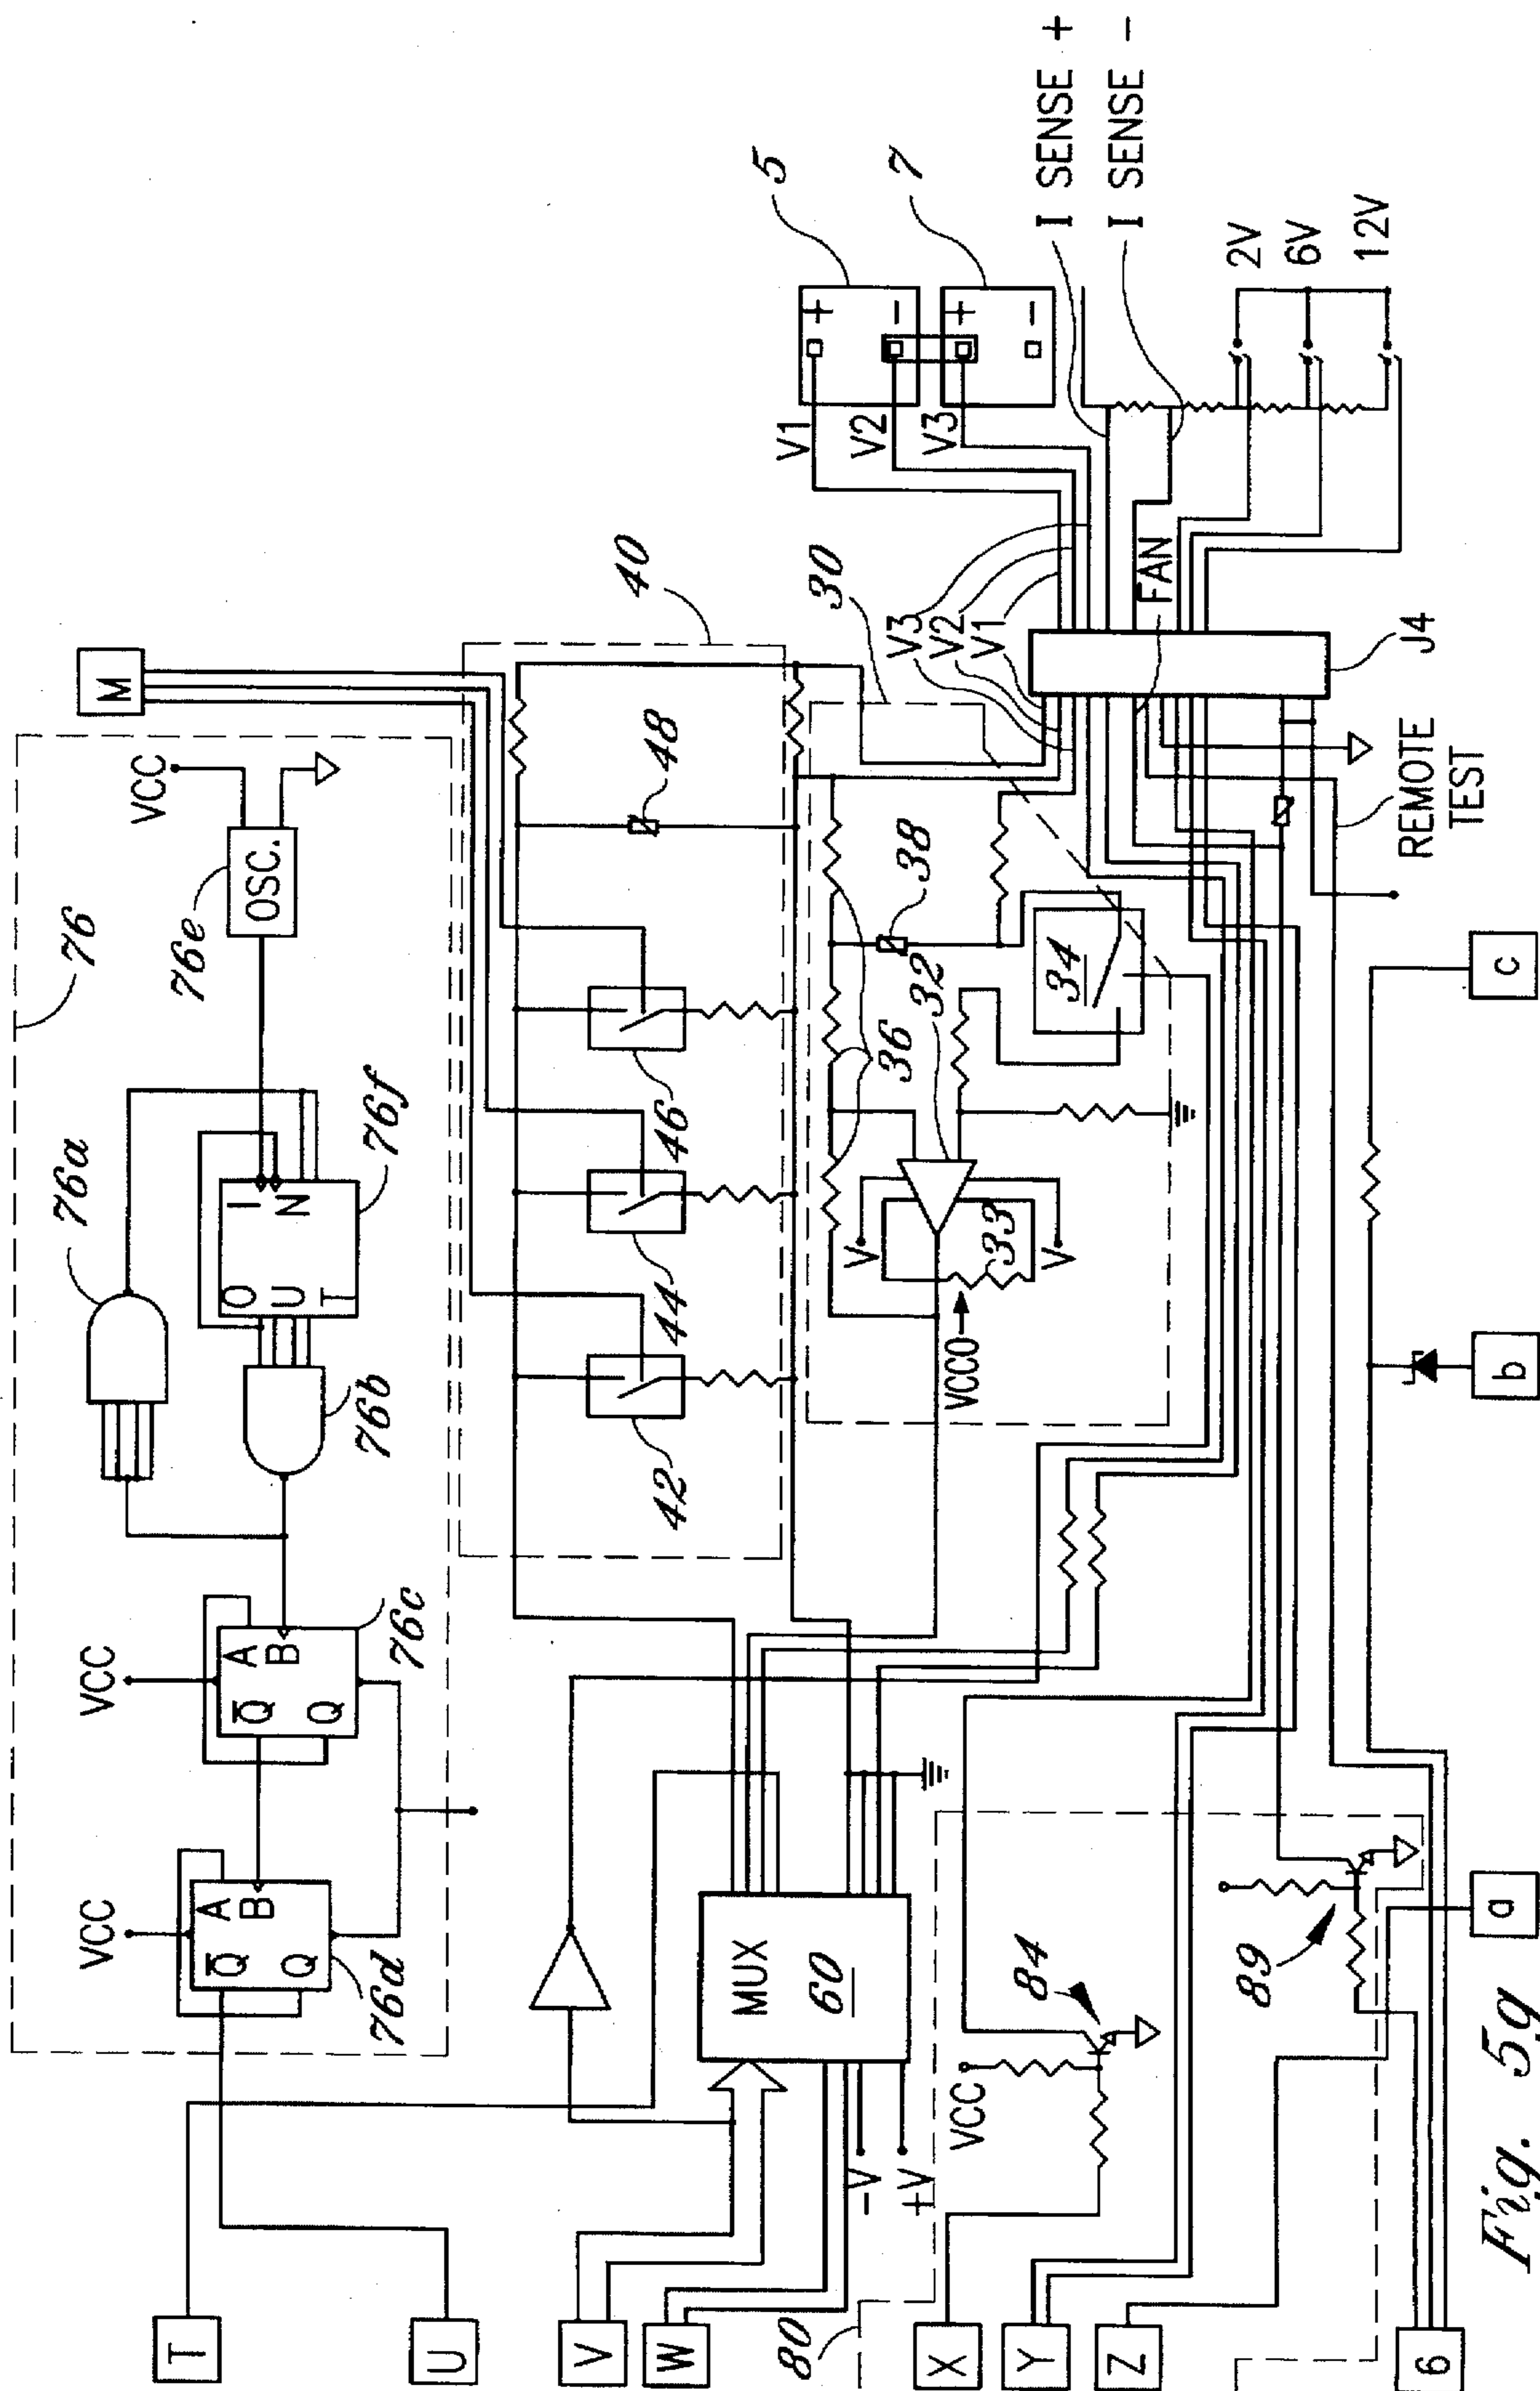 T
U
V
W
X
Y
Z
6
a
b
c
M
76
VCC
Q̅
A
B
Q
76d
VCC
Q̅
A
B
Q
76c
76a
76b
O
U
T
I
N
76f
76e
OSC.
VCC
40
42
44
46
48
30
V
V
33
VCCO
36
32
38
34
MUX
60
-V
+V
80
VCC
84
89
V3
V2
V1
FAN
J4
REMOTE
TEST
V1
V2
V3
+
-
5
+
-
7
I SENSE +
I SENSE -
2V
6V
12V
Fig. 5g